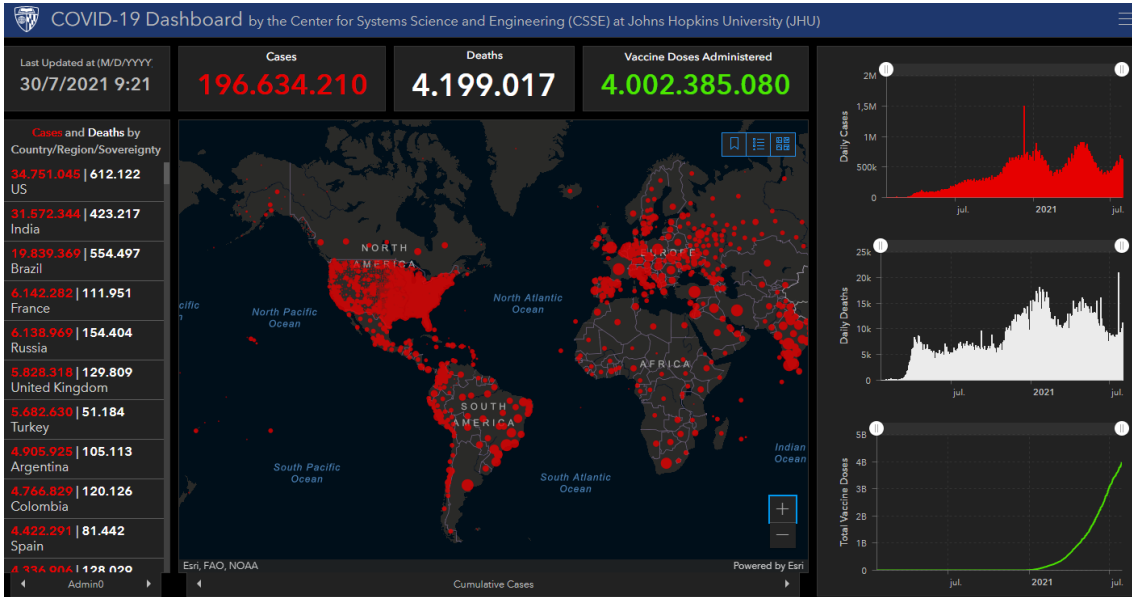 COVID-19 Dashboard by the Center for Systems Science and Engineering (CSSE) at Johns Hopkins University (JHU)
Last Updated at (M/D/YYYY)
30/7/2021 9:21
Cases
196.634.210
Deaths
4.199.017
Vaccine Doses Administered
4.002.385.080
Cases and Deaths by
Country/Region/Sovereignty
34.751.045 | 612.122
US
31.572.344 | 423.217
India
19.839.369 | 554.497
Brazil
6.142.282 | 111.951
France
6.138.969 | 154.404
Russia
5.828.318 | 129.809
United Kingdom
5.682.630 | 51.184
Turkey
4.905.925 | 105.113
Argentina
4.766.829 | 120.126
Colombia
4.422.291 | 81.442
Spain
4.336.906 | 128.029
Admin0
NORTH
AMERICA
EUROPE
North Pacific
Ocean
North Atlantic
Ocean
AFRICA
SOUTH
AMERICA
South Pacific
Ocean
South Atlantic
Ocean
Indian
Ocean
Esri, FAO, NOAA
Powered by Esri
Cumulative Cases
Daily Cases
2M
1,5M
1M
500k
0
jul.
2021
jul.
Daily Deaths
25k
20k
15k
10k
5k
0
jul.
2021
jul.
Total Vaccine Doses
5B
4B
3B
2B
1B
0
jul.
2021
jul.